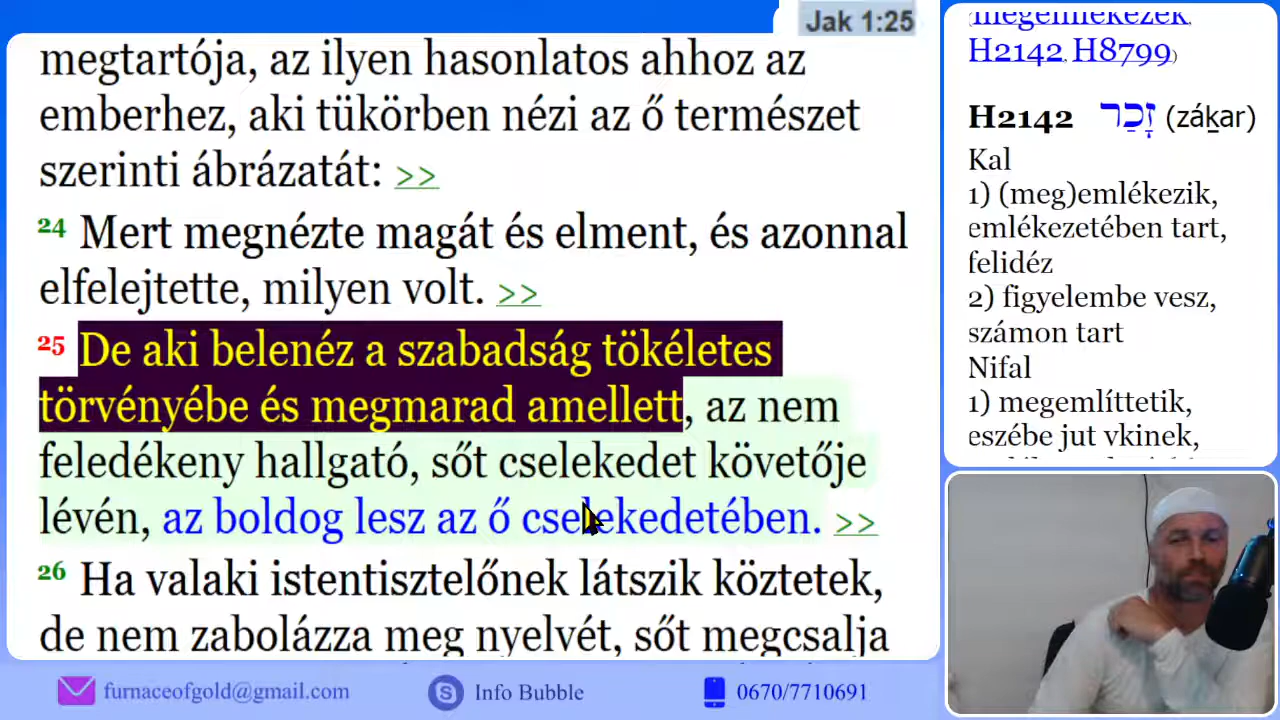 Jak 1:25
megtartója, az ilyen hasonlatos ahhoz az
emberhez, aki tükörben nézi az ő természet
szerinti ábrázatát: >>
24 Mert megnézte magát és elment, és azonnal
elfelejtette, milyen volt. >>
25 De aki belenéz a szabadság tökéletes
törvényébe és megmarad amellett, az nem
feledékeny hallgató, sőt cselekedet követője
lévén, az boldog lesz az ő cselekedetében. >>
26 Ha valaki istentisztelőnek látszik köztetek,
de nem zabolázza meg nyelvét, sőt megcsalja
(megemlékezék,
H2142, H8799)
H2142 זָכַר (zákar)
Kal
1) (meg)emlékezik,
emlékezetében tart,
felidéz
2) figyelembe vesz,
számon tart
Nifal
1) megemlíttetik,
eszébe jut vkinek,
furnaceofgold@gmail.com
Info Bubble
0670/7710691